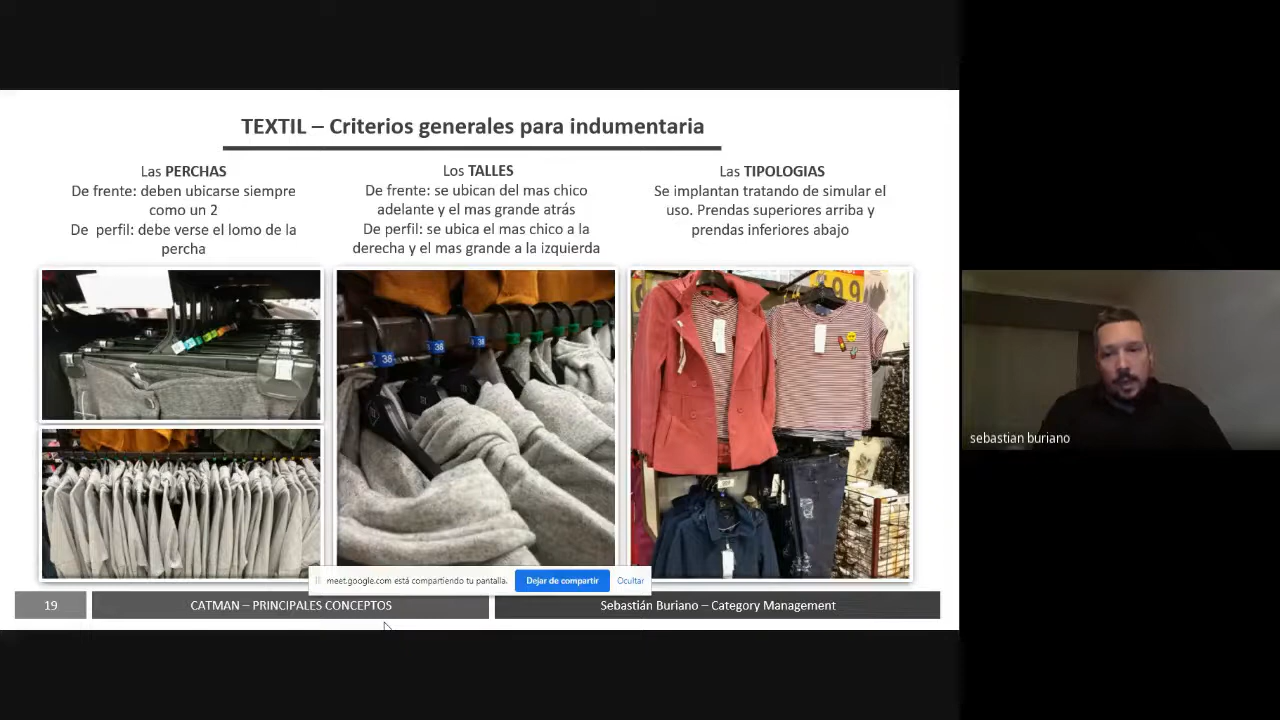 TEXTIL – Criterios generales para indumentaria
Las PERCHAS
De frente: deben ubicarse siempre
como un 2
De perfil: debe verse el lomo de la
percha
Los TALLES
De frente: se ubican del mas chico
adelante y el mas grande atrás
De perfil: se ubica el mas chico a la
derecha y el mas grande a la izquierda
Las TIPOLOGIAS
Se implantan tratando de simular el
uso. Prendas superiores arriba y
prendas inferiores abajo
38
38
38
99
sebastian buriano
meet.google.com está compartiendo tu pantalla.
Dejar de compartir
Ocultar
19
CATMAN – PRINCIPALES CONCEPTOS
Sebastián Buriano – Category Management